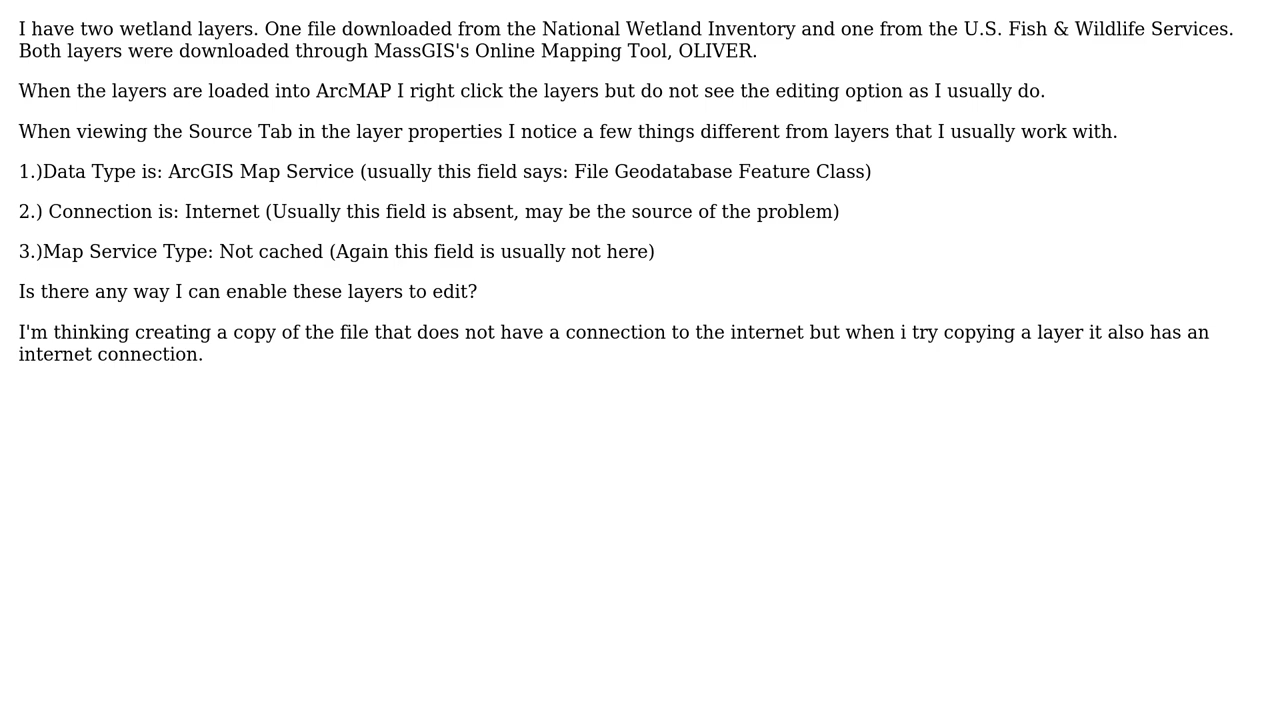 I have two wetland layers. One file downloaded from the National Wetland Inventory and one from the U.S. Fish & Wildlife Services.
Both layers were downloaded through MassGIS's Online Mapping Tool, OLIVER.
When the layers are loaded into ArcMAP I right click the layers but do not see the editing option as I usually do.
When viewing the Source Tab in the layer properties I notice a few things different from layers that I usually work with.
1.)Data Type is: ArcGIS Map Service (usually this field says: File Geodatabase Feature Class)
2.) Connection is: Internet (Usually this field is absent, may be the source of the problem)
3.)Map Service Type: Not cached (Again this field is usually not here)
Is there any way I can enable these layers to edit?
I'm thinking creating a copy of the file that does not have a connection to the internet but when i try copying a layer it also has an
internet connection.